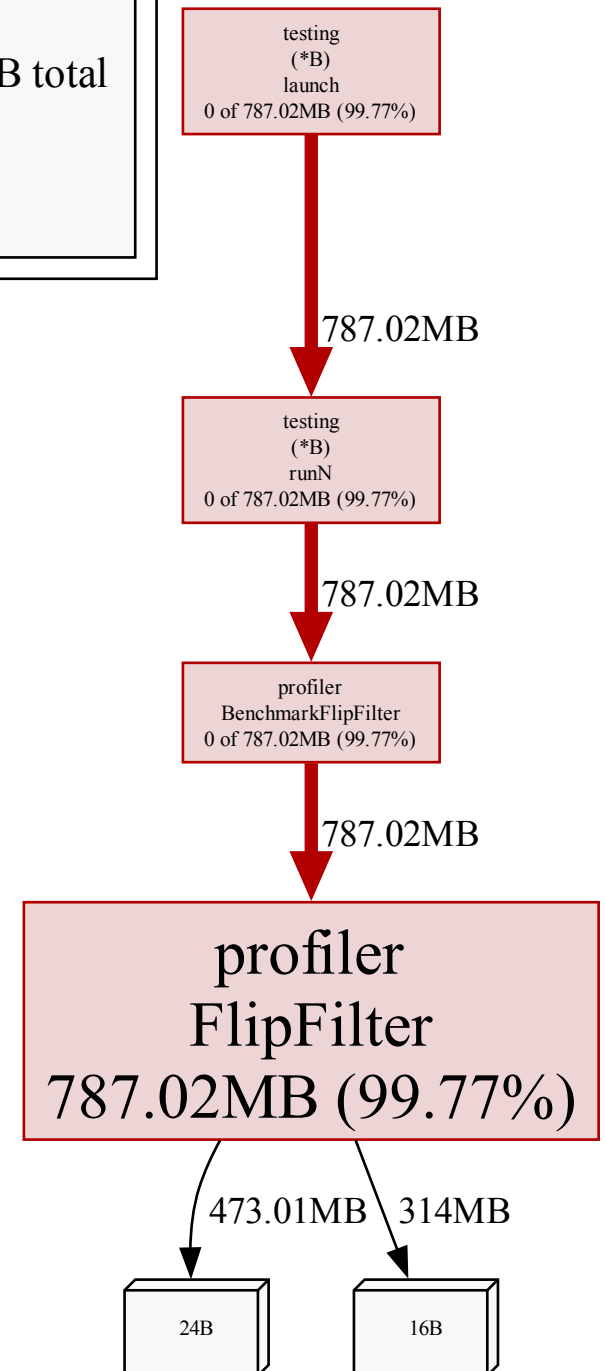 B total
testing
(*B)
launch
0 of 787.02MB (99.77%)
787.02MB
testing
(*B)
runN
0 of 787.02MB (99.77%)
787.02MB
profiler
BenchmarkFlipFilter
0 of 787.02MB (99.77%)
787.02MB
profiler
FlipFilter
787.02MB (99.77%)
473.01MB
314MB
24B
16B